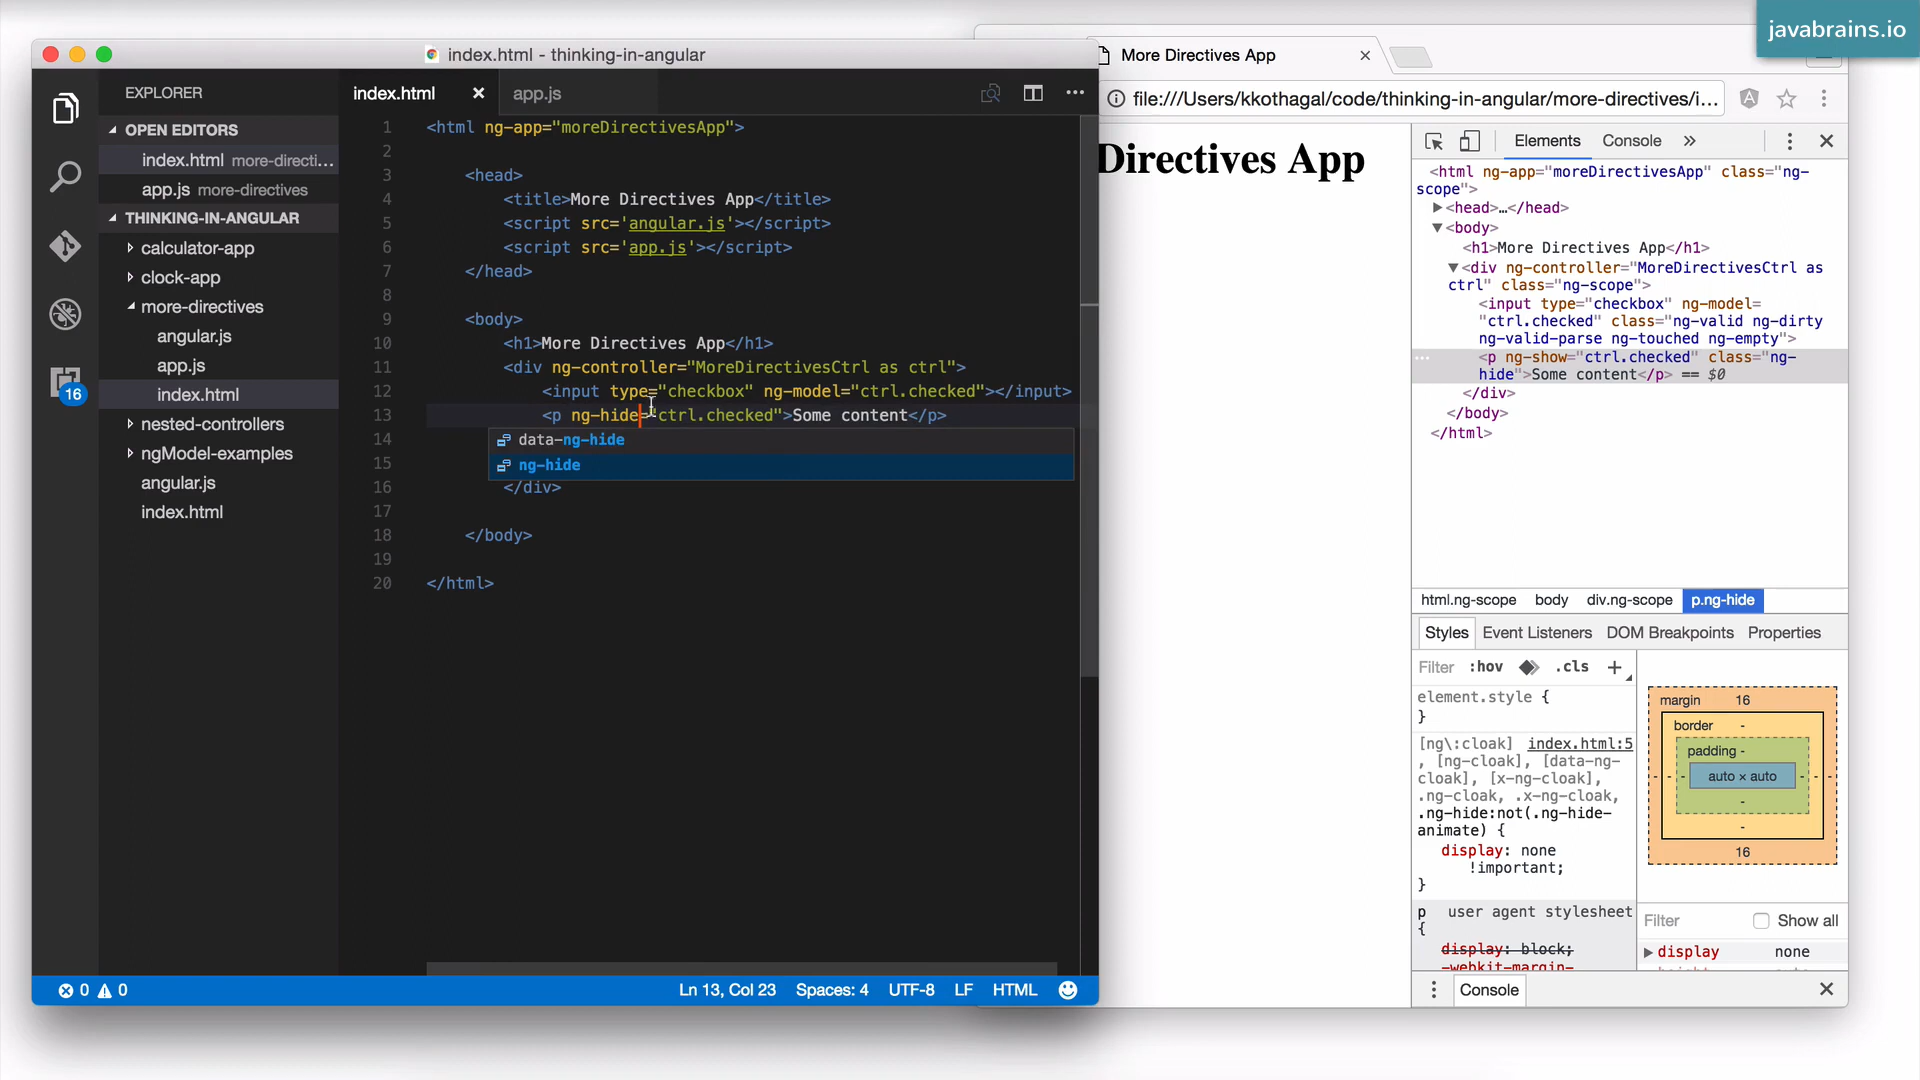 javabrains.io
index.html - thinking-in-angular
EXPLORER
OPEN EDITORS
index.html more-directi...
app.js more-directives
THINKING-IN-ANGULAR
calculator-app
clock-app
more-directives
angular.js
app.js
index.html
nested-controllers
ngModel-examples
angular.js
index.html
16
index.html
app.js
1 <html ng-app="moreDirectivesApp">
2
3 <head>
4 <title>More Directives App</title>
5 <script src='angular.js'></script>
6 <script src='app.js'></script>
7 </head>
8
9 <body>
10 <h1>More Directives App</h1>
11 <div ng-controller="MoreDirectivesCtrl as ctrl">
12 <input type="checkbox" ng-model="ctrl.checked"></input>
13 <p ng-hide="ctrl.checked">Some content</p>
14 data-ng-hide
15 ng-hide
16 </div>
17
18 </body>
19
20 </html>
0 0
Ln 13, Col 23 Spaces: 4 UTF-8 LF HTML
More Directives App
file:///Users/kkothagal/code/thinking-in-angular/more-directives/i...
Directives App
Elements Console »
<html ng-app="moreDirectivesApp" class="ng-
scope">
<head>…</head>
<body>
<h1>More Directives App</h1>
<div ng-controller="MoreDirectivesCtrl as
ctrl" class="ng-scope">
<input type="checkbox" ng-model=
"ctrl.checked" class="ng-valid ng-dirty
ng-valid-parse ng-touched ng-empty">
... <p ng-show="ctrl.checked" class="ng-
hide">Some content</p> == $0
</div>
</body>
</html>
html.ng-scope body div.ng-scope p.ng-hide
Styles Event Listeners DOM Breakpoints Properties
Filter :hov .cls +
element.style {
}
[ng\:cloak] index.html:5
, [ng-cloak], [data-ng-
cloak], [x-ng-cloak],
.ng-cloak, .x-ng-cloak,
.ng-hide:not(.ng-hide-
animate) {
display: none
!important;
}
p user agent stylesheet
{
display: block;
-webkit-margin-
margin 16
border -
padding -
- - - auto × auto - - -
-
-
16
Filter Show all
display none
Console